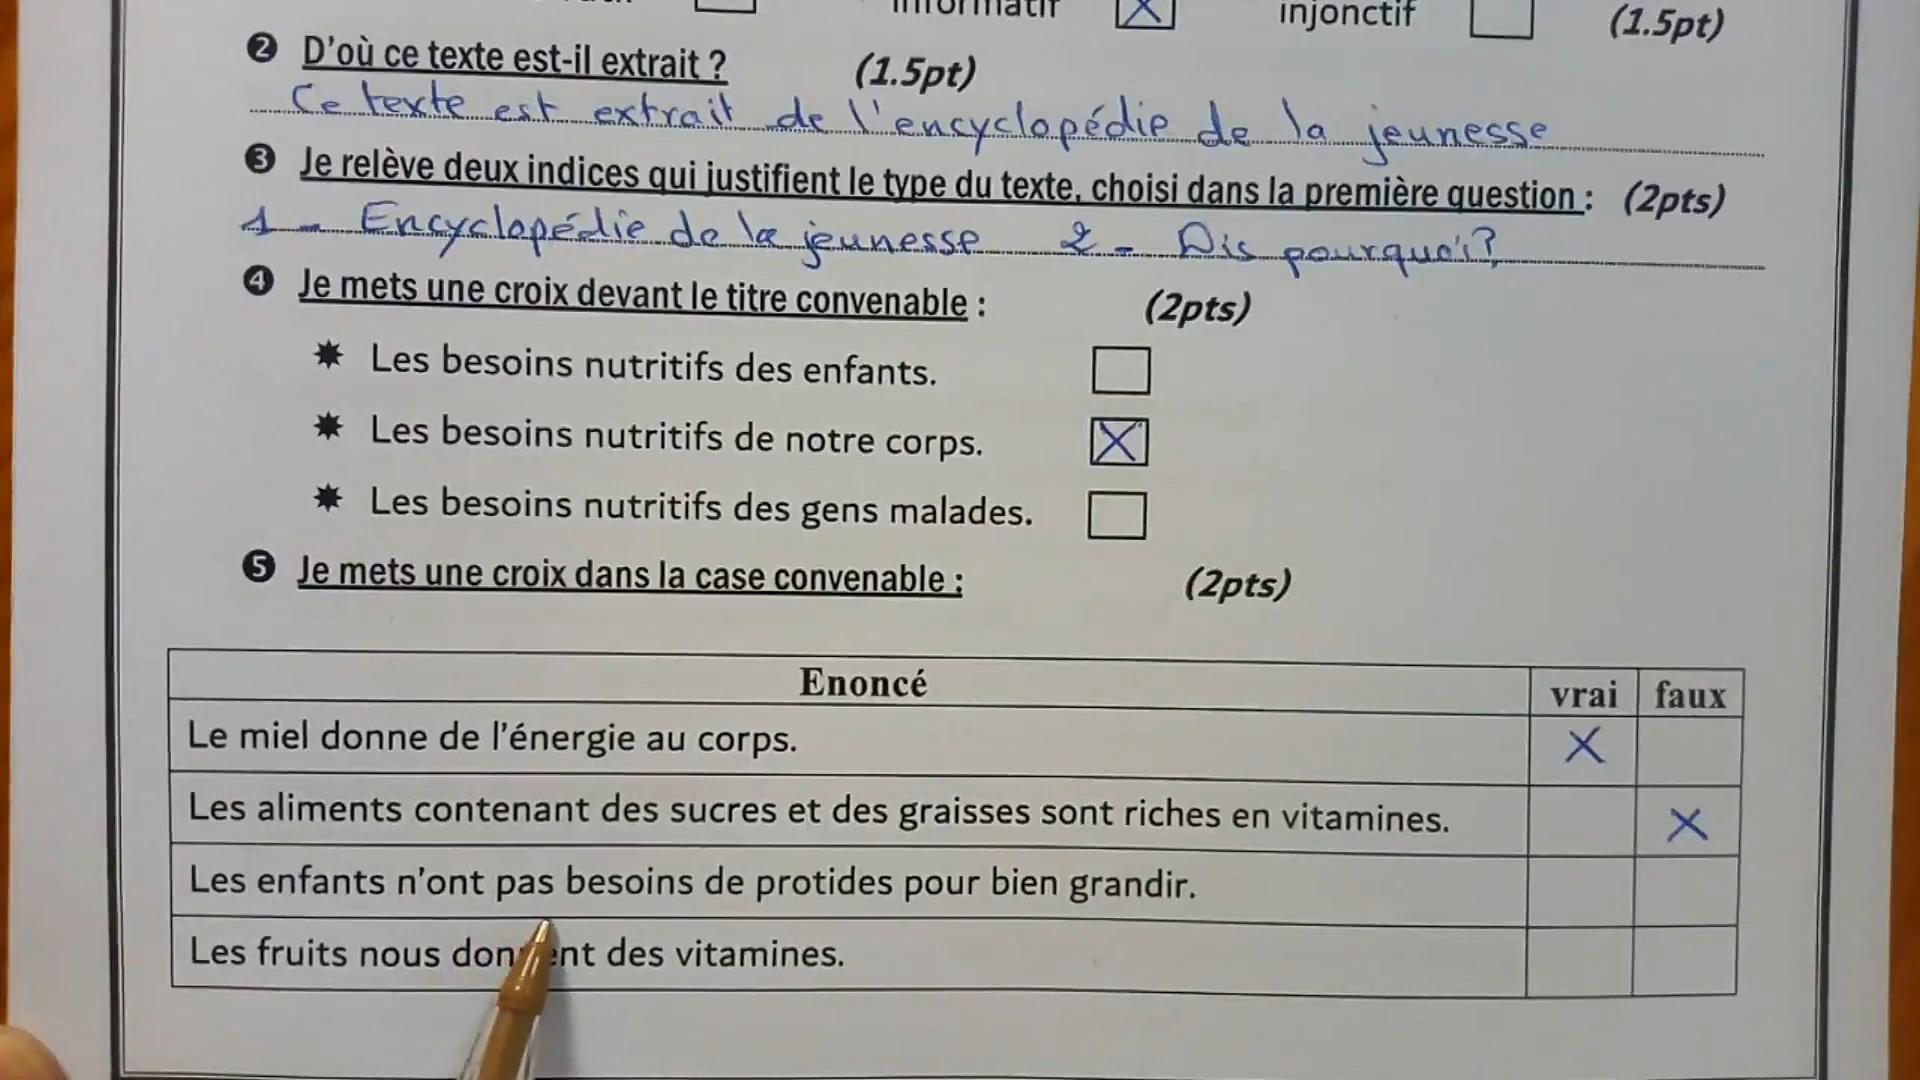 informatif injonctif (1.5pt)
❷ D'où ce texte est-il extrait ? (1.5pt)
Ce texte est extrait de l'encyclopédie de la jeunesse
❸ Je relève deux indices qui justifient le type du texte, choisi dans la première question : (2pts)
1 - Encyclopédie de la jeunesse 2 - Dis pourquoi ?
❹ Je mets une croix devant le titre convenable : (2pts)
Les besoins nutritifs des enfants.
Les besoins nutritifs de notre corps. X
Les besoins nutritifs des gens malades.
❺ Je mets une croix dans la case convenable : (2pts)
Enoncé vrai faux
Le miel donne de l'énergie au corps. X
Les aliments contenant des sucres et des graisses sont riches en vitamines. X
Les enfants n'ont pas besoins de protides pour bien grandir.
Les fruits nous donnent des vitamines.